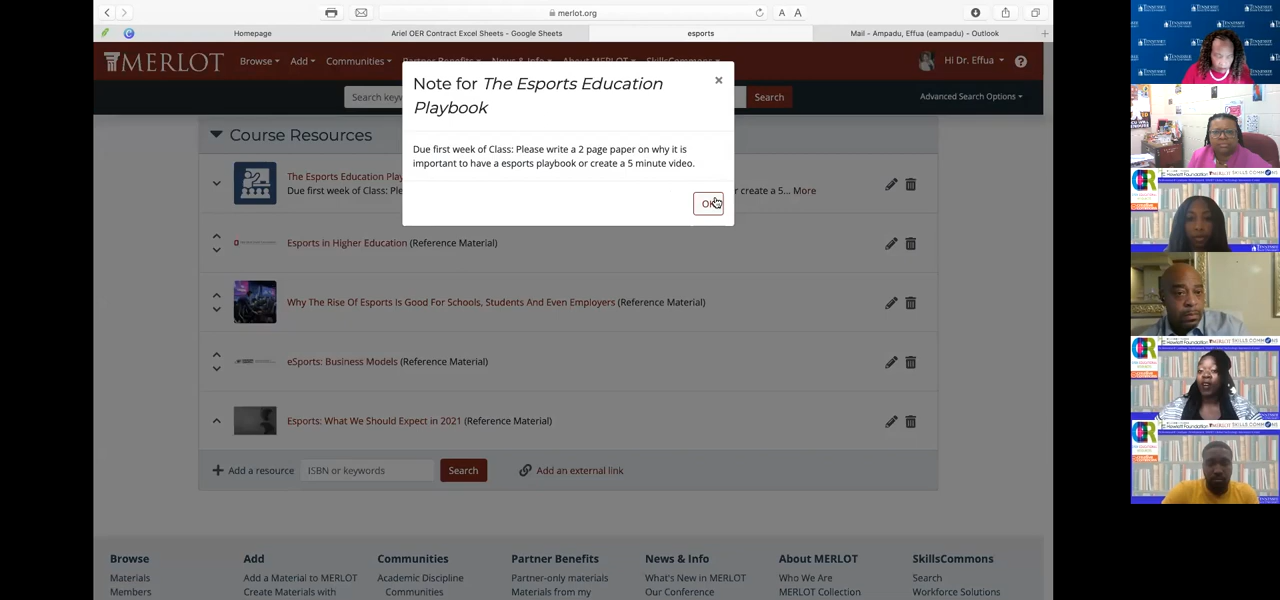 merlot.org
A A
Homepage
Ariel OER Contract Excel Sheets - Google Sheets
esports
Mail - Ampadu, Effua (eampadu) - Outlook
MERLOT
Browse
Add
Communities
Hi Dr. Effua
Search
Advanced Search Options
Note for The Esports Education
Playbook
×
Due first week of Class: Please write a 2 page paper on why it is
important to have a esports playbook or create a 5 minute video.
OK
Course Resources
The Esports Education Play
Due first week of Class: Ple
r create a 5... More
Esports in Higher Education (Reference Material)
Why The Rise Of Esports Is Good For Schools, Students And Even Employers (Reference Material)
eSports: Business Models (Reference Material)
Esports: What We Should Expect in 2021 (Reference Material)
Add a resource
ISBN or keywords
Search
Add an external link
Browse
Materials
Members
Add
Add a Material to MERLOT
Create Materials with
Communities
Academic Discipline
Communities
Partner Benefits
Partner-only materials
Materials from my
News & Info
What's New in MERLOT
Our Conference
About MERLOT
Who We Are
MERLOT Collection
SkillsCommons
Search
Workforce Solutions